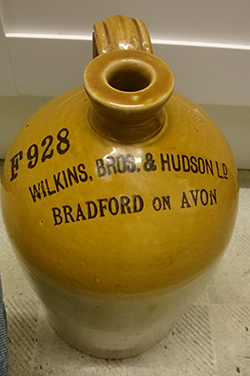 F 928
WILKINS, BROS. & HUDSON LD
BRADFORD ON AVON